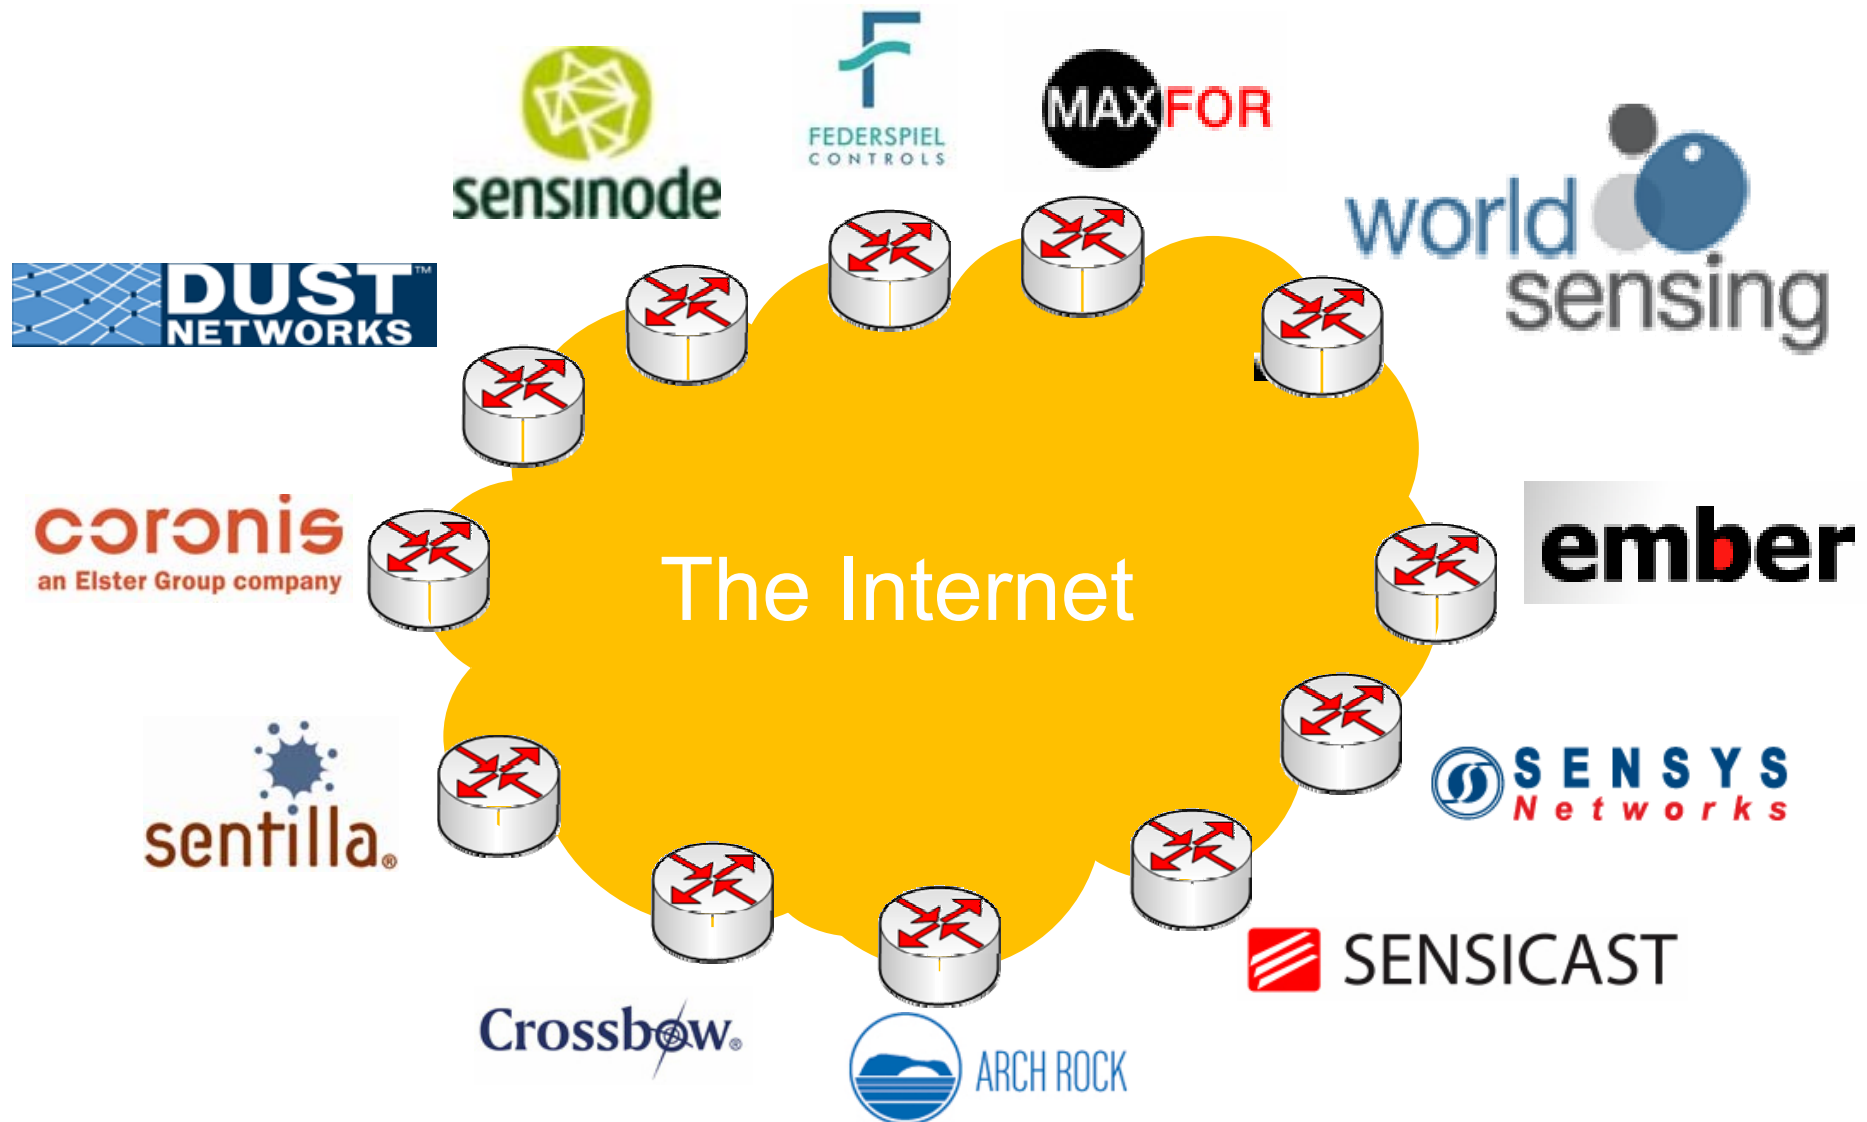 FEDERSPIEL
CONTROLS
MAXFOR
sensinode
world
sensing
DUST™
NETWORKS
coronis
an Elster Group company
The Internet
ember
sentilla®
SENSYS
Networks
SENSICAST
Crossbow®
ARCH ROCK